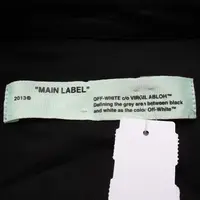 "MAIN LABEL"
2013®
OFF-WHITE c/o VIRGIL ABLOH™
Defining the grey area between black
and white as the color Off-White™